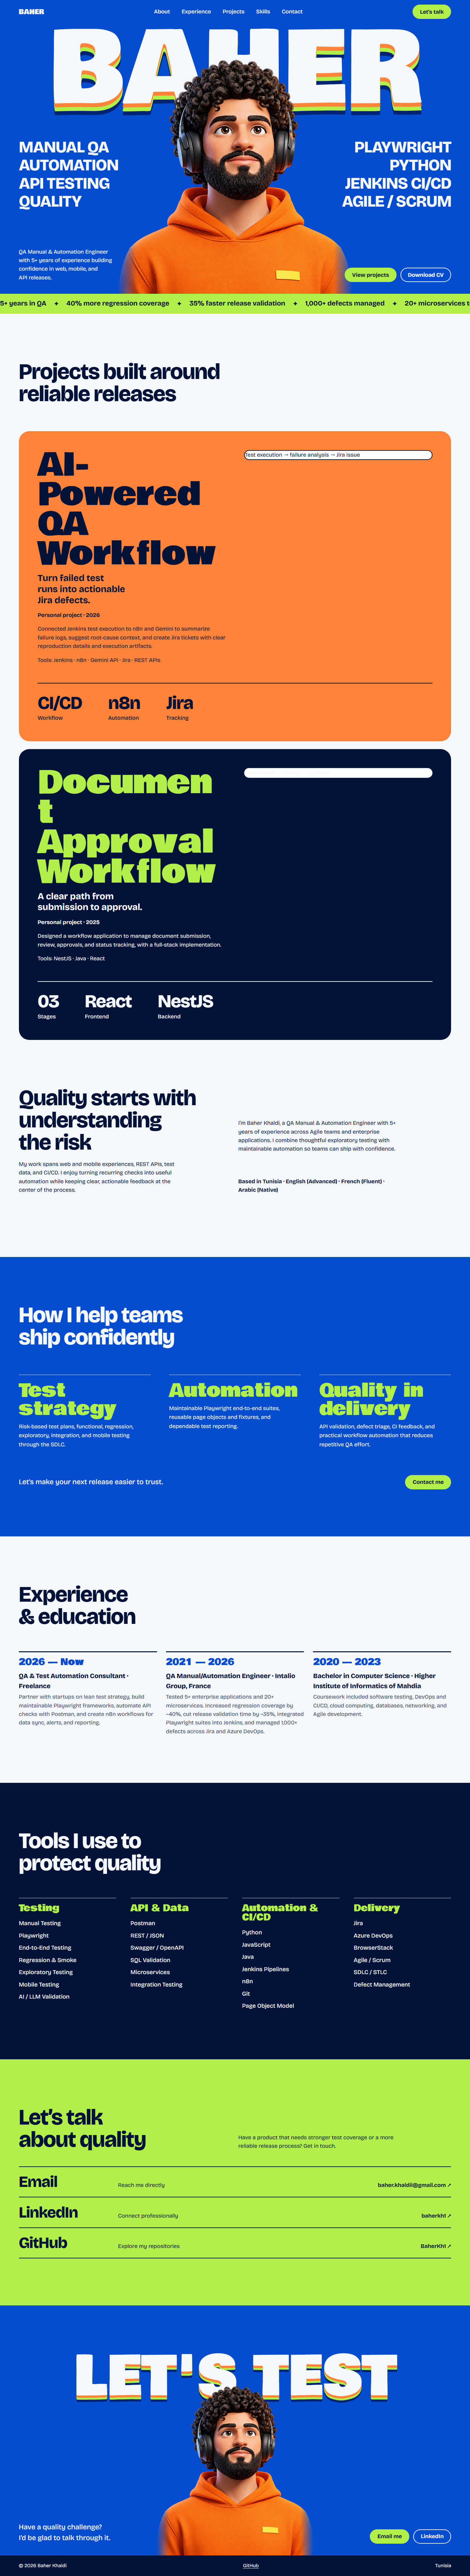 BAHER
About Experience Projects Skills Contact
Let's talk
BAHER
MANUAL QA
AUTOMATION
API TESTING
QUALITY
PLAYWRIGHT
PYTHON
JENKINS CI/CD
AGILE / SCRUM
QA Manual & Automation Engineer
with 5+ years of experience building
confidence in web, mobile, and
API releases.
View projects
Download CV
5+ years in QA + 40% more regression coverage + 35% faster release validation + 1,000+ defects managed + 20+ microservices t
Projects built around
reliable releases
AI-
Powered
QA
Workflow
Test execution → failure analysis → Jira issue
Turn failed test
runs into actionable
Jira defects.
Personal project · 2026
Connected Jenkins test execution to n8n and Gemini to summarize
failure logs, suggest root-cause context, and create Jira tickets with clear
reproduction details and execution artifacts.
Tools: Jenkins · n8n · Gemini API · Jira · REST APIs
CI/CD
Workflow
n8n
Automation
Jira
Tracking
Documen
t
Approval
Workflow
A clear path from
submission to approval.
Personal project · 2025
Designed a workflow application to manage document submission,
review, approvals, and status tracking, with a full-stack implementation.
Tools: NestJS · Java · React
03
Stages
React
Frontend
NestJS
Backend
Quality starts with
understanding
the risk
My work spans web and mobile experiences, REST APIs, test
data, and CI/CD. I enjoy turning recurring checks into useful
automation while keeping clear, actionable feedback at the
center of the process.
I'm Baher Khaldi, a QA Manual & Automation Engineer with 5+
years of experience across Agile teams and enterprise
applications. I combine thoughtful exploratory testing with
maintainable automation so teams can ship with confidence.
Based in Tunisia · English (Advanced) · French (Fluent) ·
Arabic (Native)
How I help teams
ship confidently
Test
strategy
Risk-based test plans, functional, regression,
exploratory, integration, and mobile testing
through the SDLC.
Automation
Maintainable Playwright end-to-end suites,
reusable page objects and fixtures, and
dependable test reporting.
Quality in
delivery
API validation, defect triage, CI feedback, and
practical workflow automation that reduces
repetitive QA effort.
Let's make your next release easier to trust.
Contact me
Experience
& education
2026 — Now
QA & Test Automation Consultant ·
Freelance
Partner with startups on lean test strategy, build
maintainable Playwright frameworks, automate API
checks with Postman, and create n8n workflows for
data sync, alerts, and reporting.
2021 — 2026
QA Manual/Automation Engineer · Intalio
Group, France
Tested 5+ enterprise applications and 20+
microservices. Increased regression coverage by
~40%, cut release validation time by ~35%, integrated
Playwright suites into Jenkins, and managed 1,000+
defects across Jira and Azure DevOps.
2020 — 2023
Bachelor in Computer Science · Higher
Institute of Informatics of Mahdia
Coursework included software testing, DevOps and
CI/CD, cloud computing, databases, networking, and
Agile development.
Tools I use to
protect quality
Testing
Manual Testing
Playwright
End-to-End Testing
Regression & Smoke
Exploratory Testing
Mobile Testing
AI / LLM Validation
API & Data
Postman
REST / JSON
Swagger / OpenAPI
SQL Validation
Microservices
Integration Testing
Automation &
CI/CD
Python
JavaScript
Java
Jenkins Pipelines
n8n
Git
Page Object Model
Delivery
Jira
Azure DevOps
BrowserStack
Agile / Scrum
SDLC / STLC
Defect Management
Let's talk
about quality
Have a product that needs stronger test coverage or a more
reliable release process? Get in touch.
Email
Reach me directly
baher.khaldii@gmail.com ↗
LinkedIn
Connect professionally
baherkhl ↗
GitHub
Explore my repositories
BaherKhl ↗
LET'S TEST
Have a quality challenge?
I'd be glad to talk through it.
Email me
LinkedIn
© 2026 Baher Khaldi
GitHub
Tunisia